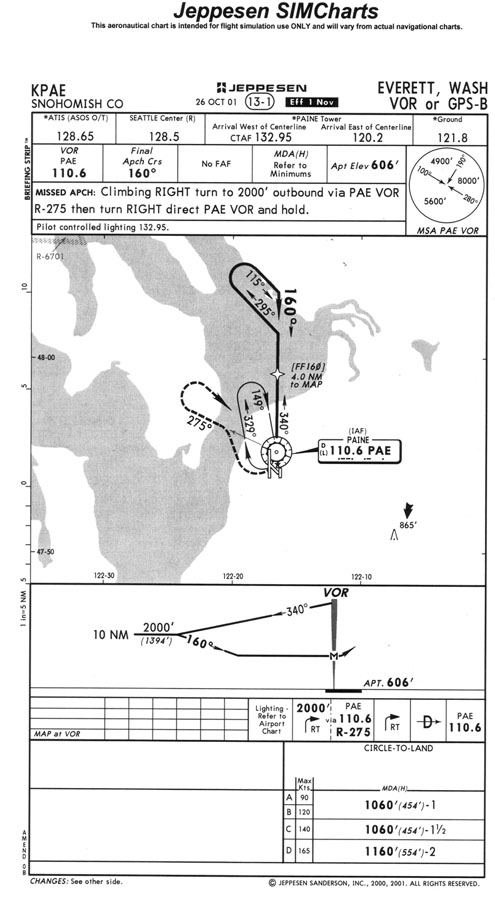 Jeppesen SIMCharts
This aeronautical chart is intended for flight simulation use ONLY and will vary from actual navigational charts.
KPAE
SNOHOMISH CO
JEPPESEN
26 OCT 01 13-1 Eff 1 Nov
EVERETT, WASH
VOR or GPS-B
BRIEFING STRIP™
*ATIS (ASOS O/T)
128.65
SEATTLE Center (R)
128.5
*PAINE Tower
Arrival West of Centerline
CTAF 132.95
Arrival East of Centerline
120.2
*Ground
121.8
VOR
PAE
110.6
Final
Apch Crs
160°
No FAF
MDA(H)
Refer to
Minimums
Apt Elev 606'
MISSED APCH: Climbing RIGHT turn to 2000' outbound via PAE VOR
R-275 then turn RIGHT direct PAE VOR and hold.
Pilot controlled lighting 132.95.
4900'
190°
100°
8000'
5600'
280°
MSA PAE VOR
R-6701
115°
295°
160°
[FF160]
4.0 NM
to MAP
149°
329°
340°
275°
(IAF)
PAINE
D
(L) 110.6 PAE
865'
10
48-00
5
0
47-50
5
1 in=5 NM
122-30
122-20
122-10
VOR
10 NM
2000'
(1394')
340°
160°
M
APT. 606'
MAP at VOR
Lighting -
Refer to
Airport
Chart
2000'
RT
via
PAE
110.6
R-275
RT
D
PAE
110.6
CIRCLE-TO-LAND
Max
Kts
MDA(H)
A 90
B 120
1060'(454')-1
C 140
1060'(454')-1½
D 165
1160'(554')-2
AMEND 0B
CHANGES: See other side.
© JEPPESEN SANDERSON, INC., 2000, 2001. ALL RIGHTS RESERVED.